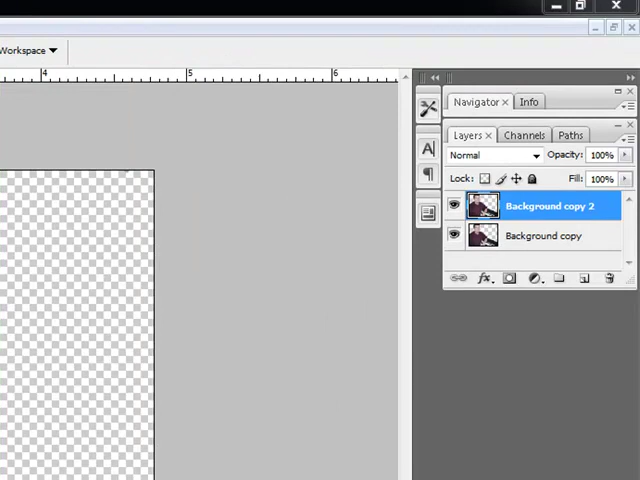 Workspace
4 5 6
Navigator Info
Layers Channels Paths
Normal Opacity: 100%
Lock: Fill: 100%
Background copy 2
Background copy